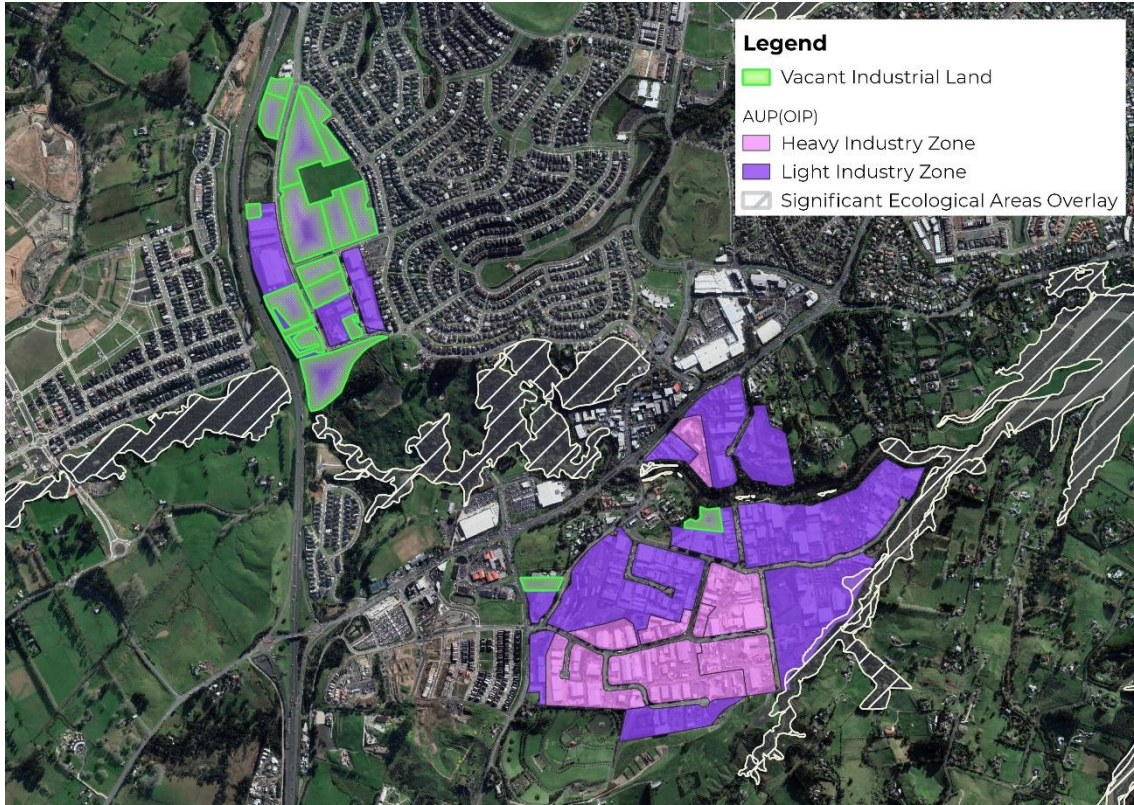 Legend
Vacant Industrial Land
AUP(OIP)
Heavy Industry Zone
Light Industry Zone
Significant Ecological Areas Overlay